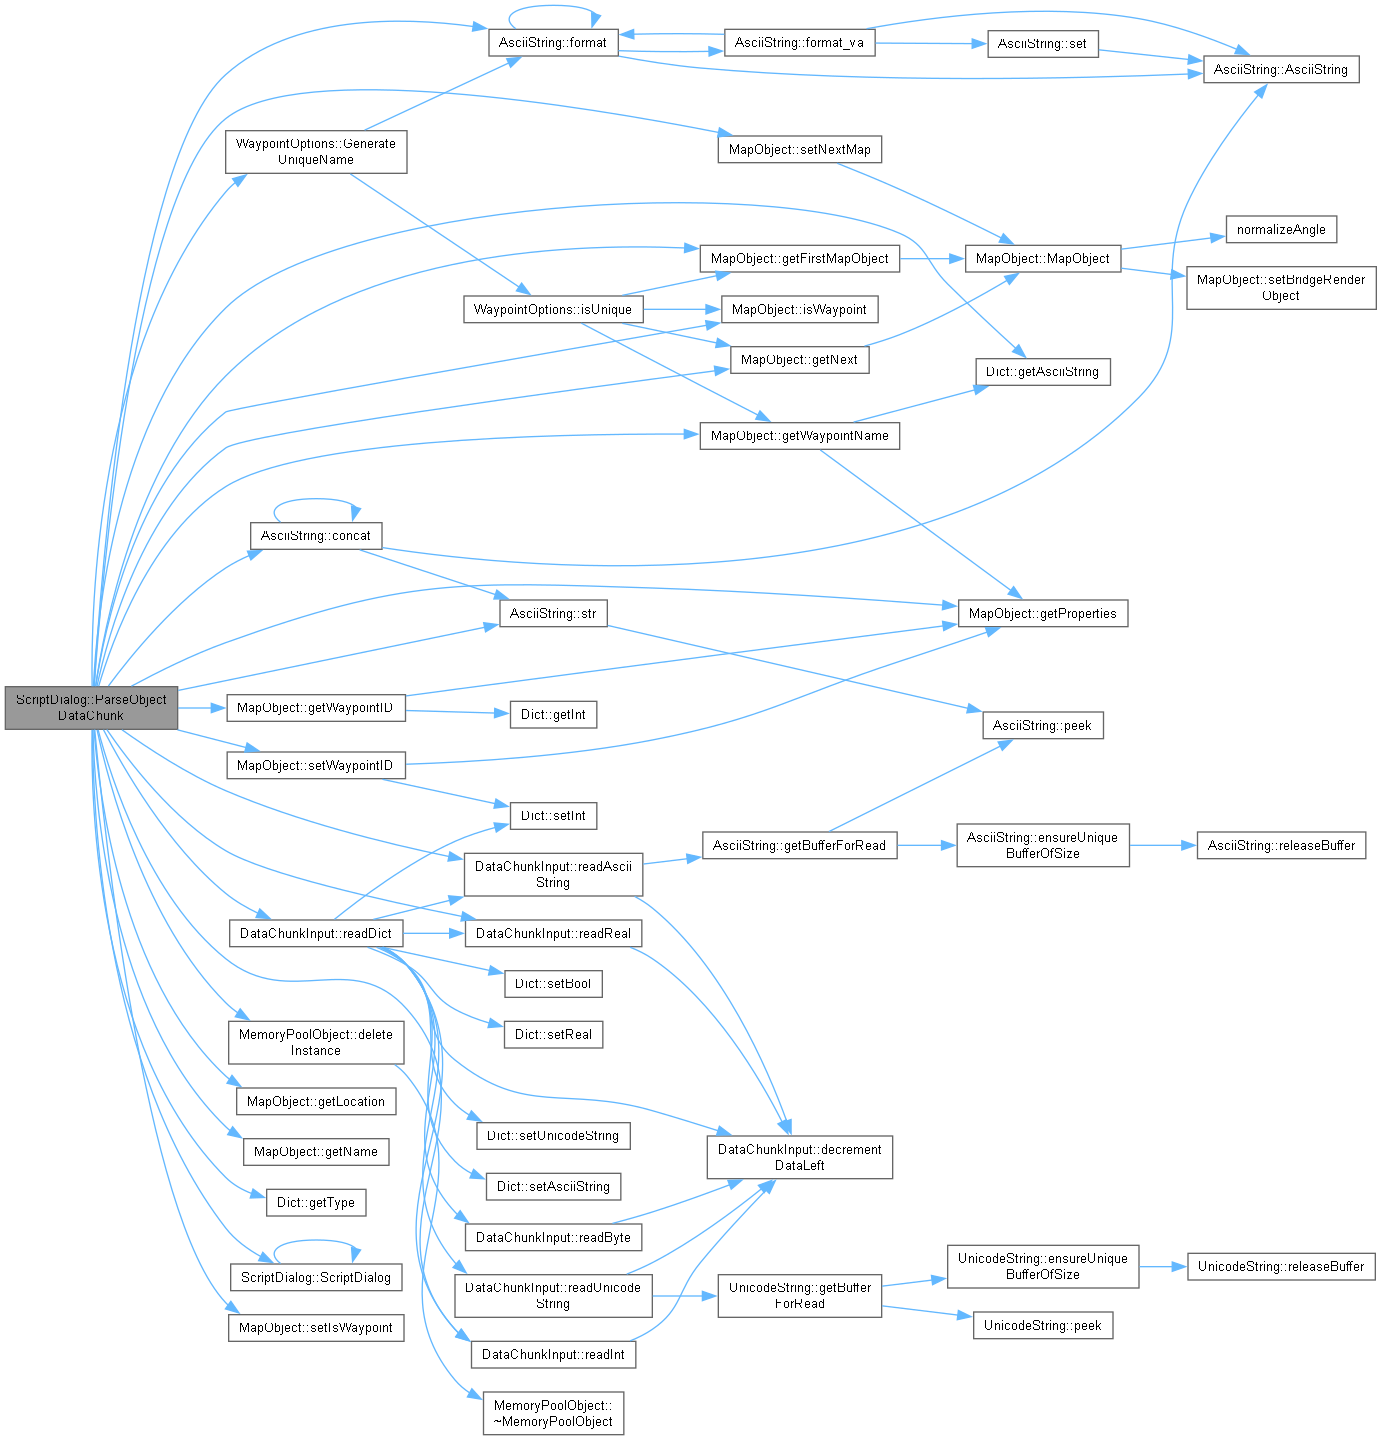 AsciiString::format
AsciiString::format_va
AsciiString::set
AsciiString::AsciiString
WaypointOptions::Generate
UniqueName
MapObject::setNextMap
normalizeAngle
MapObject::getFirstMapObject
MapObject::MapObject
MapObject::setBridgeRender
Object
WaypointOptions::isUnique
MapObject::isWaypoint
MapObject::getNext
Dict::getAsciiString
MapObject::getWaypointName
AsciiString::concat
AsciiString::str
MapObject::getProperties
ScriptDialog::ParseObject
DataChunk
MapObject::getWaypointID
Dict::getInt
AsciiString::peek
MapObject::setWaypointID
Dict::setInt
AsciiString::getBufferForRead
AsciiString::ensureUnique
BufferOfSize
AsciiString::releaseBuffer
DataChunkInput::readAscii
String
DataChunkInput::readDict
DataChunkInput::readReal
Dict::setBool
Dict::setReal
MemoryPoolObject::delete
Instance
MapObject::getLocation
Dict::setUnicodeString
MapObject::getName
DataChunkInput::decrement
DataLeft
Dict::setAsciiString
Dict::getType
DataChunkInput::readByte
ScriptDialog::ScriptDialog
DataChunkInput::readUnicode
String
UnicodeString::getBuffer
ForRead
UnicodeString::ensureUnique
BufferOfSize
UnicodeString::releaseBuffer
MapObject::setIsWaypoint
UnicodeString::peek
DataChunkInput::readInt
MemoryPoolObject::
~MemoryPoolObject